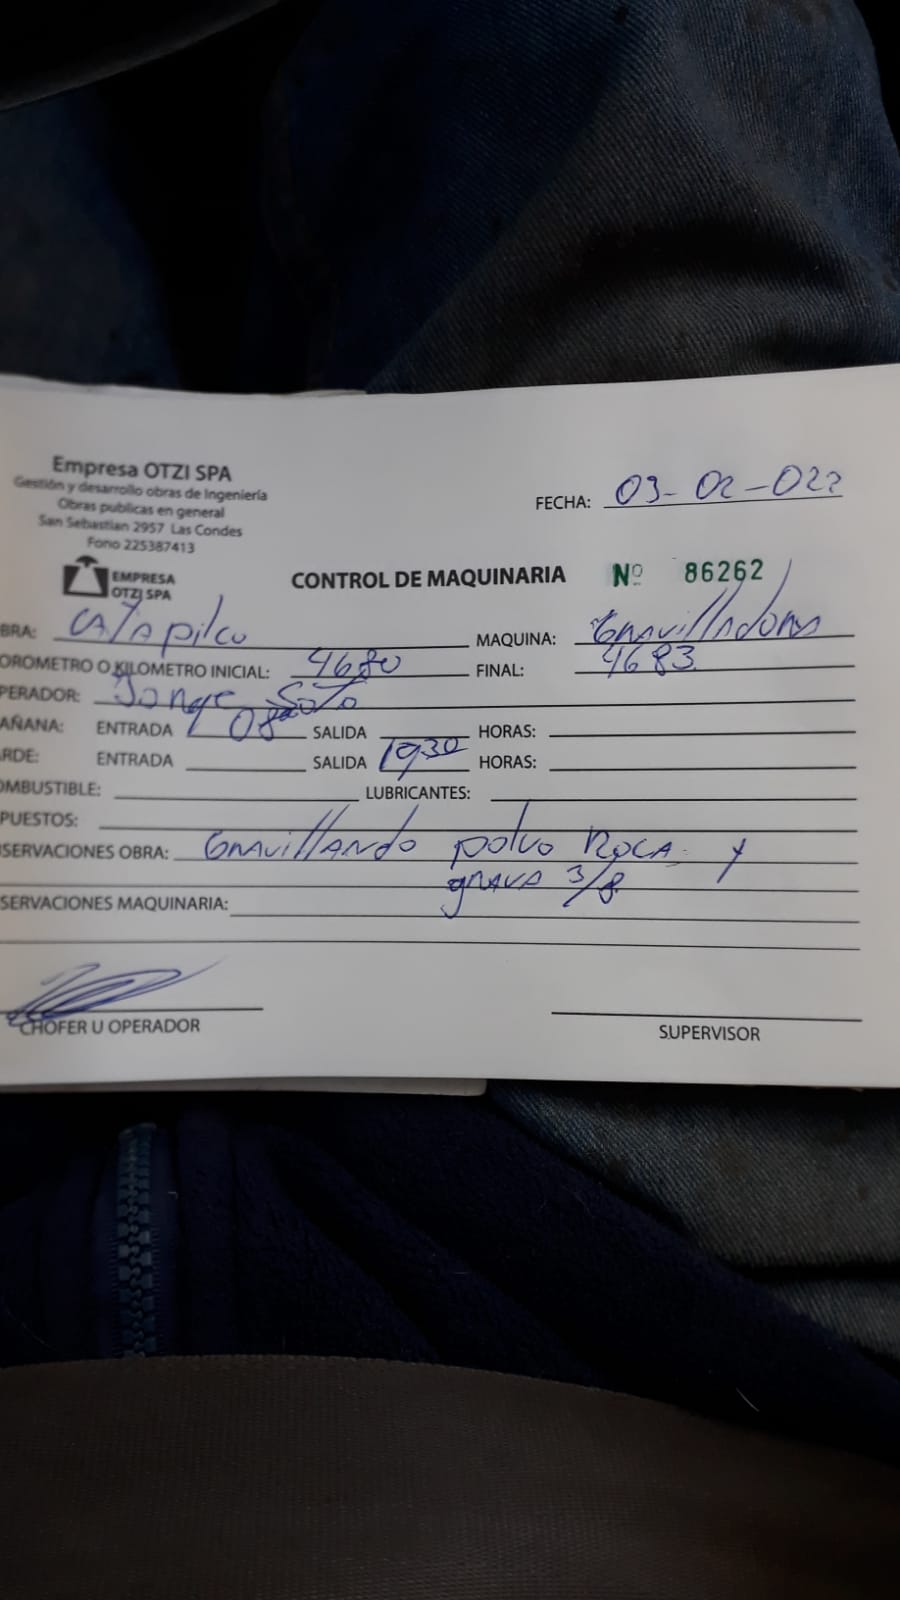 Empresa OTZI SPA
Gestión y desarrollo obras de Ingeniería
Obras publicas en general
San Sebastian 2957 Las Condes
Fono 225387413
FECHA: 03-02-022
EMPRESA
OTZI SPA
CONTROL DE MAQUINARIA Nº 86262
BRA: CATApilco MAQUINA: GRAvillADORA
OROMETRO O KILOMETRO INICIAL: 4680 FINAL: 4683
PERADOR: Jorge Soto
AÑANA: ENTRADA 08 SALIDA HORAS:
RDE: ENTRADA SALIDA 1930 HORAS:
OMBUSTIBLE: LUBRICANTES:
PUESTOS:
SERVACIONES OBRA: GRAvillANdo polvo ROCA y
gRAVA 3/8
SERVACIONES MAQUINARIA:
CHOFER U OPERADOR SUPERVISOR